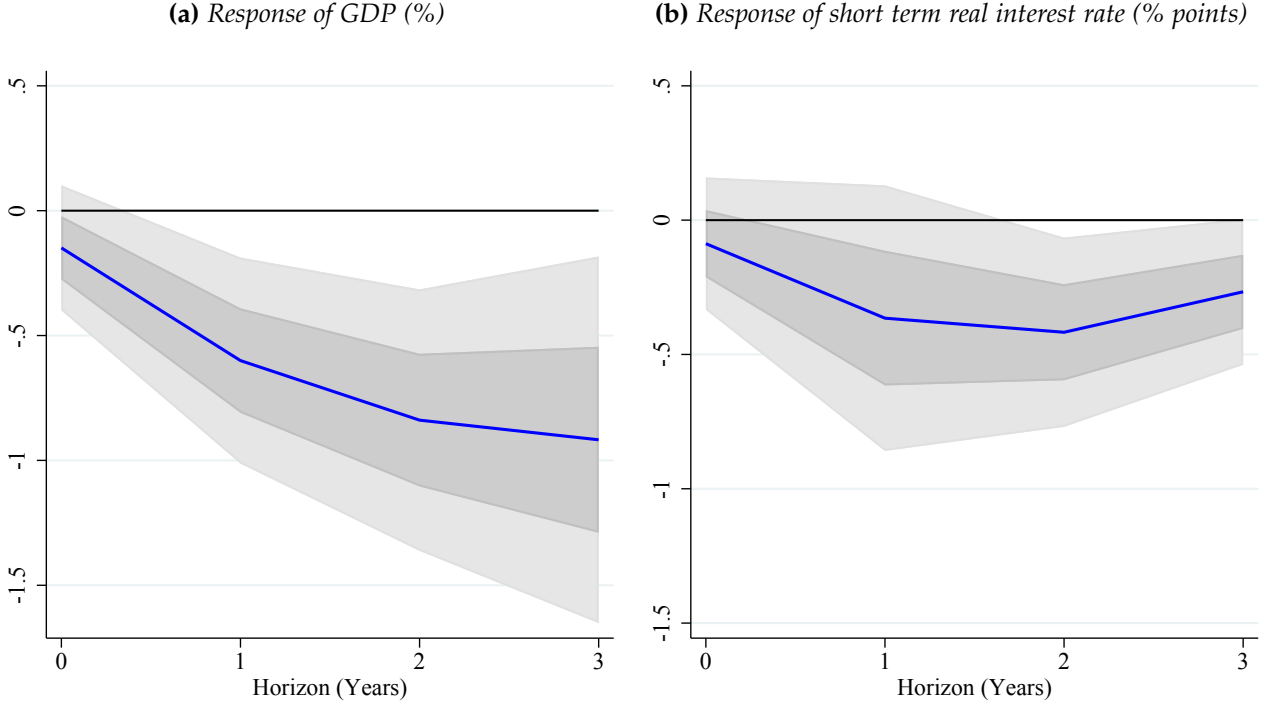 (a) Response of GDP (%)
.5
0
-.5
-1
-1.5
0 1 2 3
Horizon (Years)
(b) Response of short term real interest rate (% points)
.5
0
-.5
-1
-1.5
0 1 2 3
Horizon (Years)